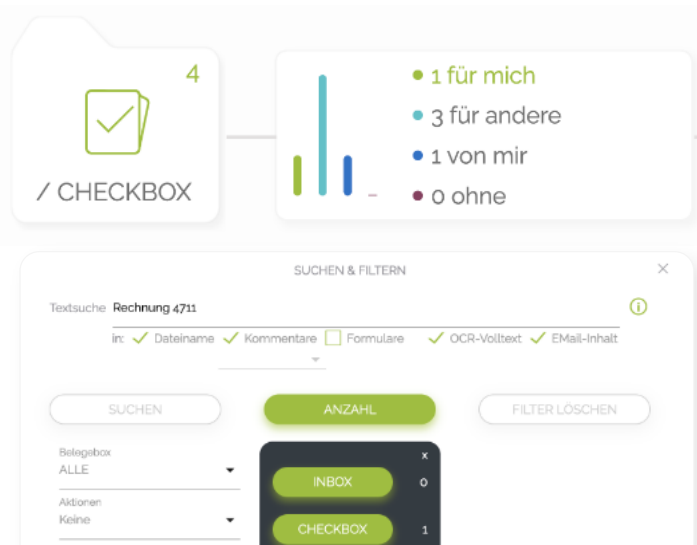 4
/ CHECKBOX
1 für mich
3 für andere
1 von mir
0 ohne
SUCHEN & FILTERN
Textsuche Rechnung 4711
in: Dateiname Kommentare Formulare OCR-Volltext EMail-Inhalt
SUCHEN ANZAHL FILTER LÖSCHEN
Belegebox
ALLE
x
INBOX 0
Aktionen
Keine
CHECKBOX 1